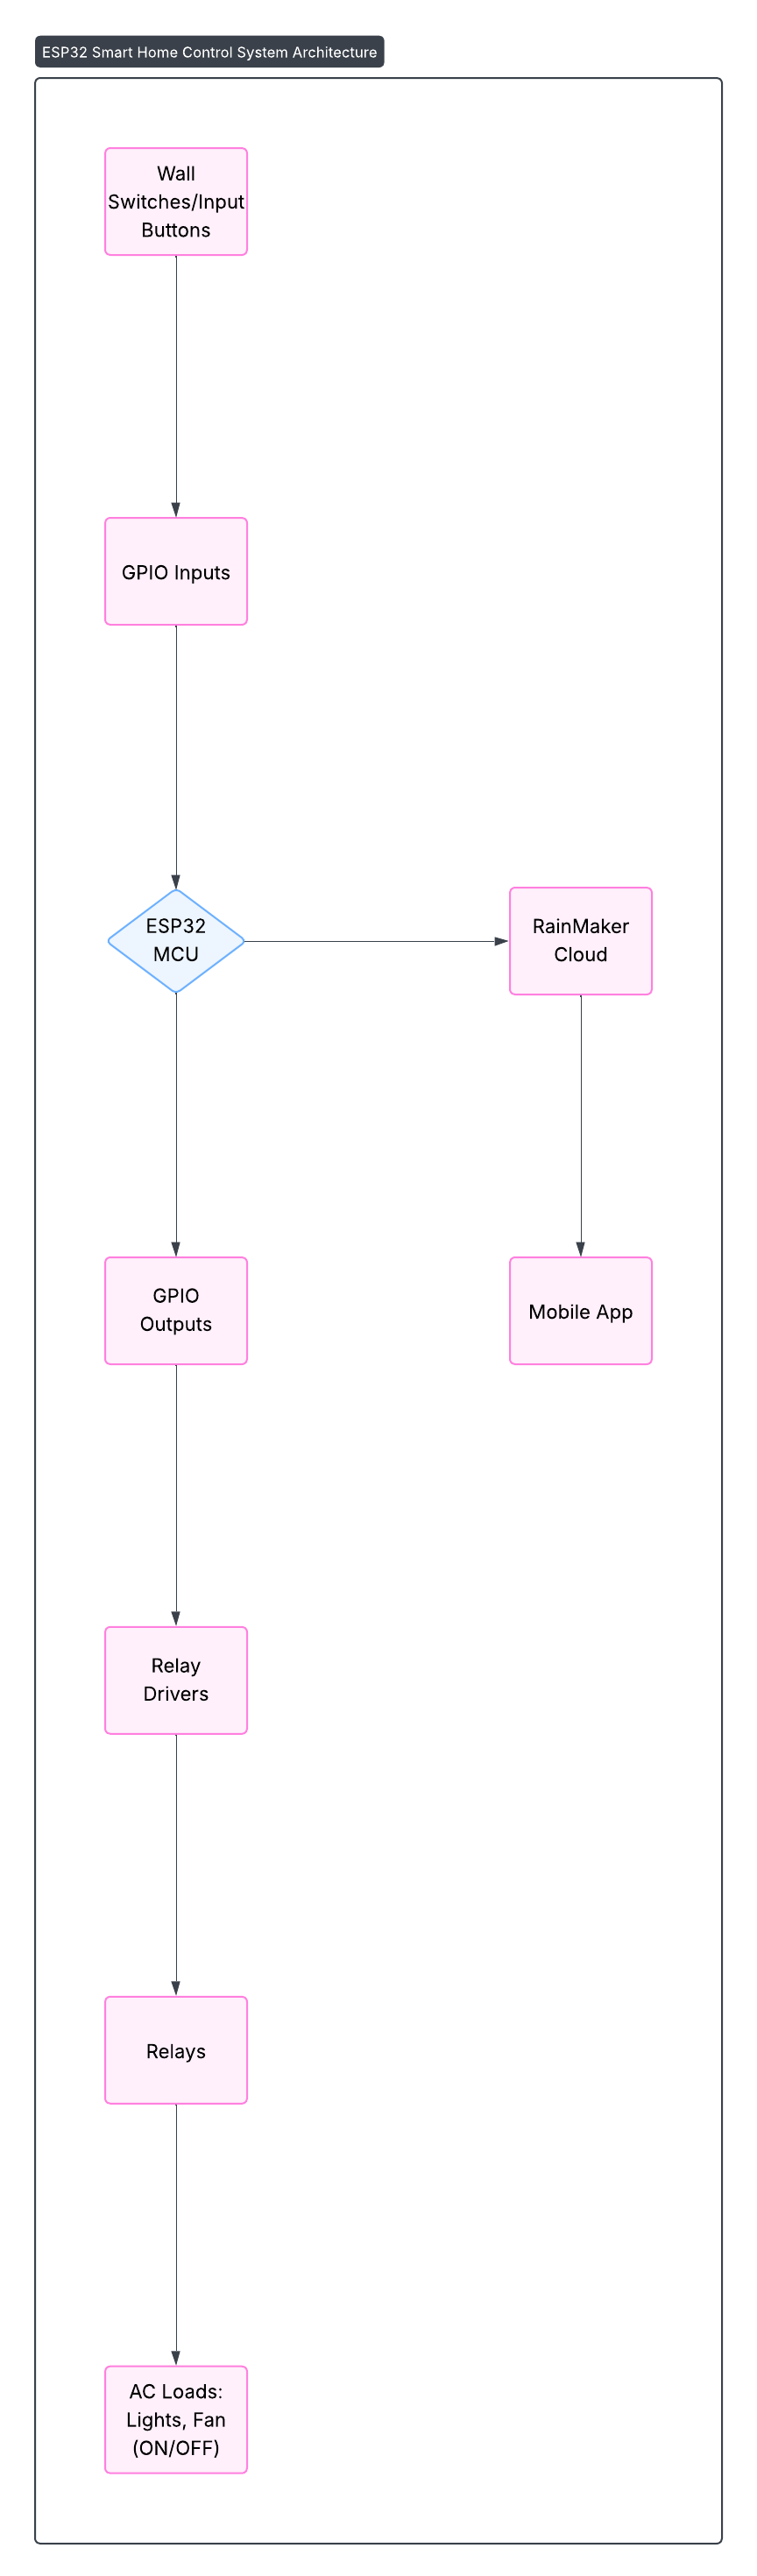 ESP32 Smart Home Control System Architecture
Wall
Switches/Input
Buttons
GPIO Inputs
ESP32
MCU
RainMaker
Cloud
GPIO
Outputs
Mobile App
Relay
Drivers
Relays
AC Loads:
Lights, Fan
(ON/OFF)